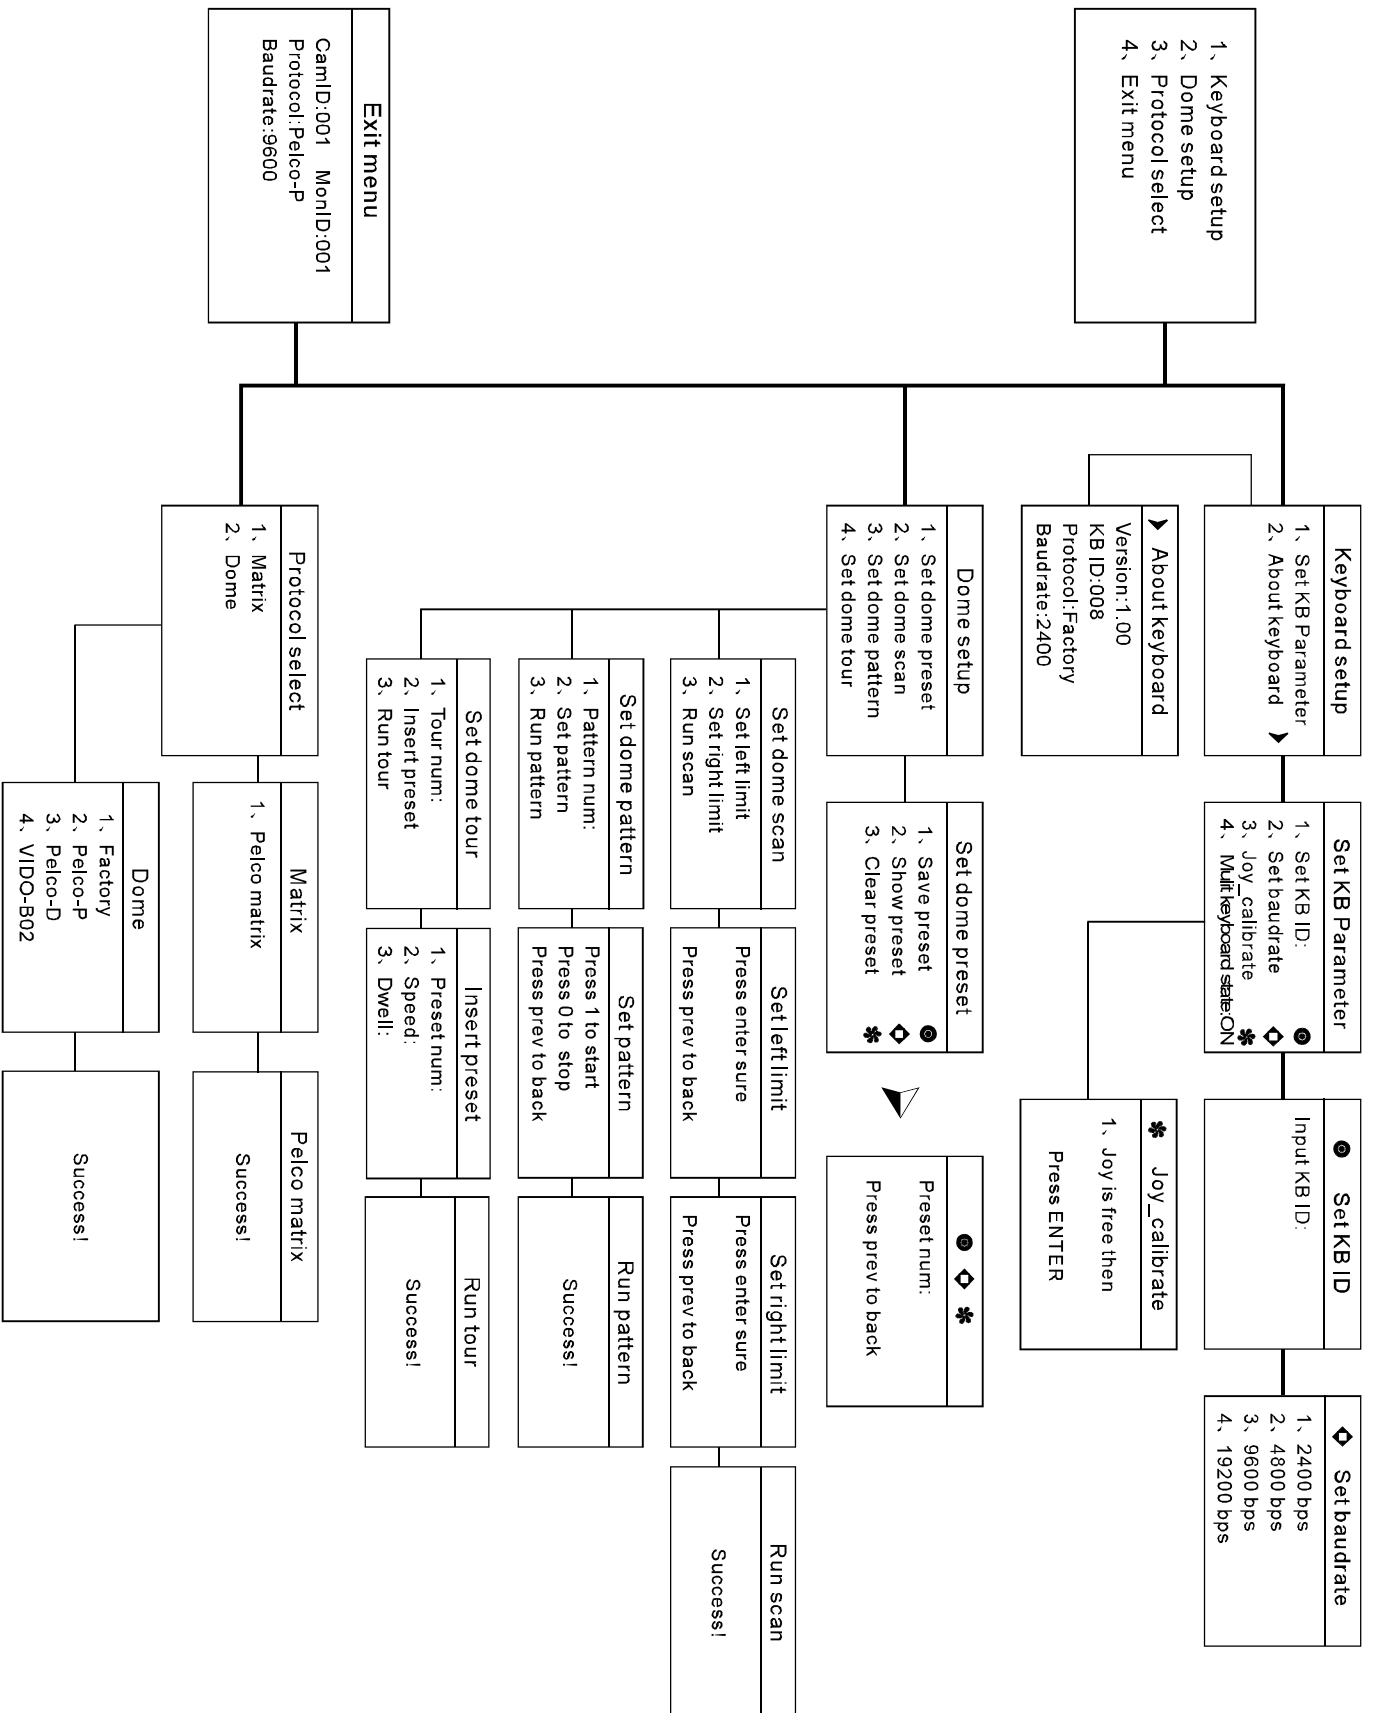 1、Keyboard setup
2、Dome setup
3、Protocol select
4、Exit menu
Keyboard setup
1、Set KB Parameter
2、About keyboard
Set KB Parameter
1、Set KB ID:
2、Set baudrate
3、Joy_calibrate
4、Mulit keyboard state:ON
Set KB ID
Input KB ID:
Set baudrate
1、2400 bps
2、4800 bps
3、9600 bps
4、19200 bps
About keyboard
Version:1.00
KB ID:008
Protocol:Factory
Baudrate:2400
Joy_calibrate
1、Joy is free then
Press ENTER
Dome setup
1、Set dome preset
2、Set dome scan
3、Set dome pattern
4、Set dome tour
Set dome preset
1、Save preset
2、Show preset
3、Clear preset
Preset num:
Press prev to back
Set dome scan
1、Set left limit
2、Set right limit
3、Run scan
Set left limit
Press enter sure
Press prev to back
Set right limit
Press enter sure
Press prev to back
Run scan
Success!
Set dome pattern
1、Pattern num:
2、Set pattern
3、Run pattern
Set pattern
Press 1 to start
Press 0 to stop
Press prev to back
Run pattern
Success!
Set dome tour
1、Tour num:
2、Insert preset
3、Run tour
Insert preset
1、Preset num:
2、Speed:
3、Dwell:
Run tour
Success!
Exit menu
CamID:001 MonID:001
Protocol:Pelco-P
Baudrate:9600
Protocol select
1、Matrix
2、Dome
Matrix
1、Pelco matrix
Pelco matrix
Success!
Dome
1、Factory
2、Pelco-P
3、Pelco-D
4、VIDO-B02
Success!